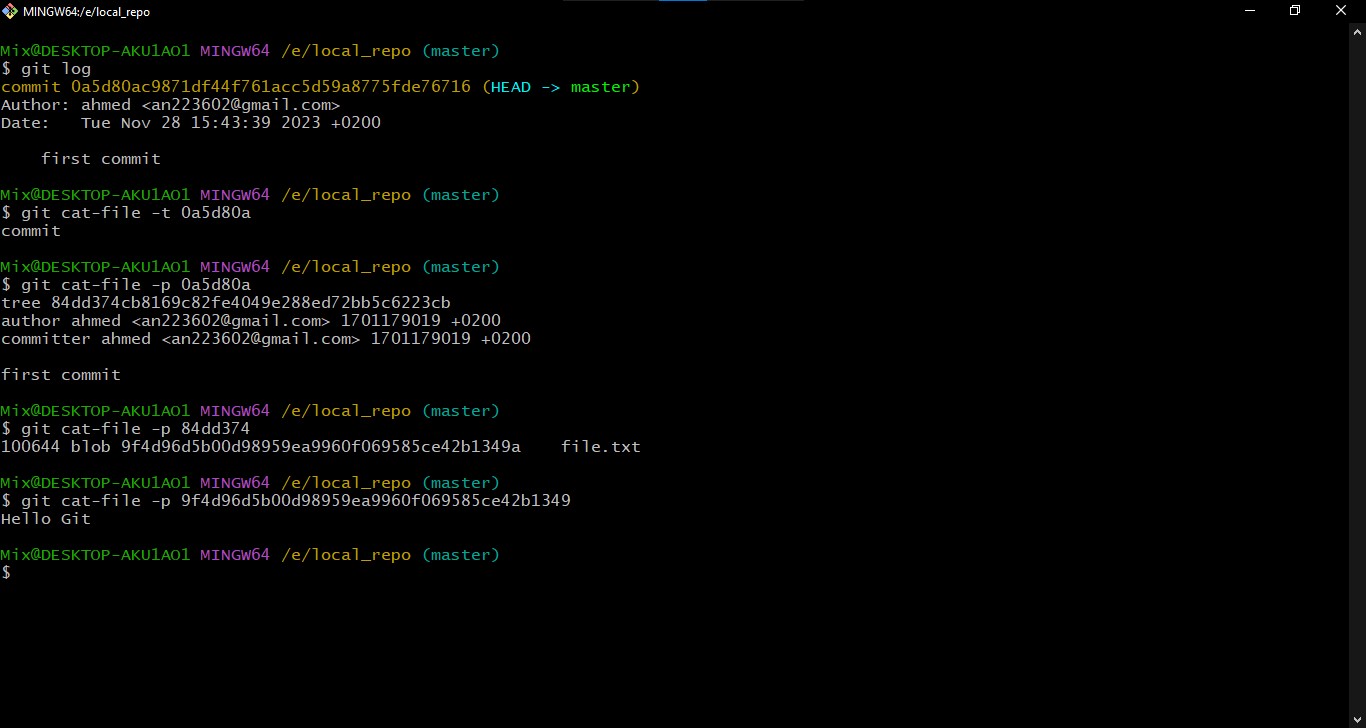 MINGW64:/e/local_repo
Mix@DESKTOP-AKU1AO1 MINGW64 /e/local_repo (master)
$ git log
commit 0a5d80ac9871df44f761acc5d59a8775fde76716 (HEAD -> master)
Author: ahmed <an223602@gmail.com>
Date:   Tue Nov 28 15:43:39 2023 +0200
    first commit
Mix@DESKTOP-AKU1AO1 MINGW64 /e/local_repo (master)
$ git cat-file -t 0a5d80a
commit
Mix@DESKTOP-AKU1AO1 MINGW64 /e/local_repo (master)
$ git cat-file -p 0a5d80a
tree 84dd374cb8169c82fe4049e288ed72bb5c6223cb
author ahmed <an223602@gmail.com> 1701179019 +0200
committer ahmed <an223602@gmail.com> 1701179019 +0200
first commit
Mix@DESKTOP-AKU1AO1 MINGW64 /e/local_repo (master)
$ git cat-file -p 84dd374
100644 blob 9f4d96d5b00d98959ea9960f069585ce42b1349a    file.txt
Mix@DESKTOP-AKU1AO1 MINGW64 /e/local_repo (master)
$ git cat-file -p 9f4d96d5b00d98959ea9960f069585ce42b1349
Hello Git
Mix@DESKTOP-AKU1AO1 MINGW64 /e/local_repo (master)
$